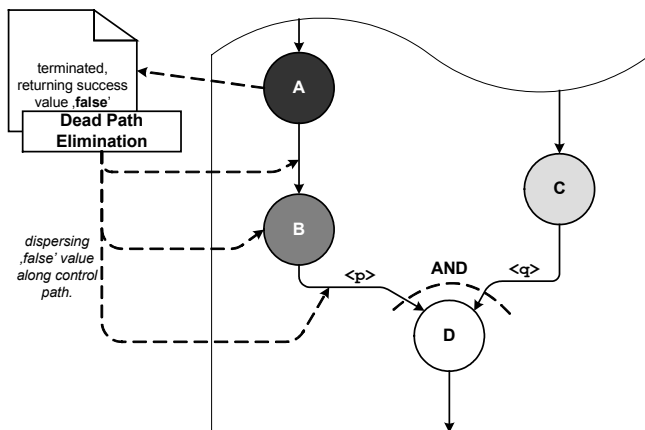 terminated,
returning success
value ‚false’
Dead Path
Elimination
dispersing
‚false’ value
along control
path.
A
B
C
<p>
AND
<q>
D